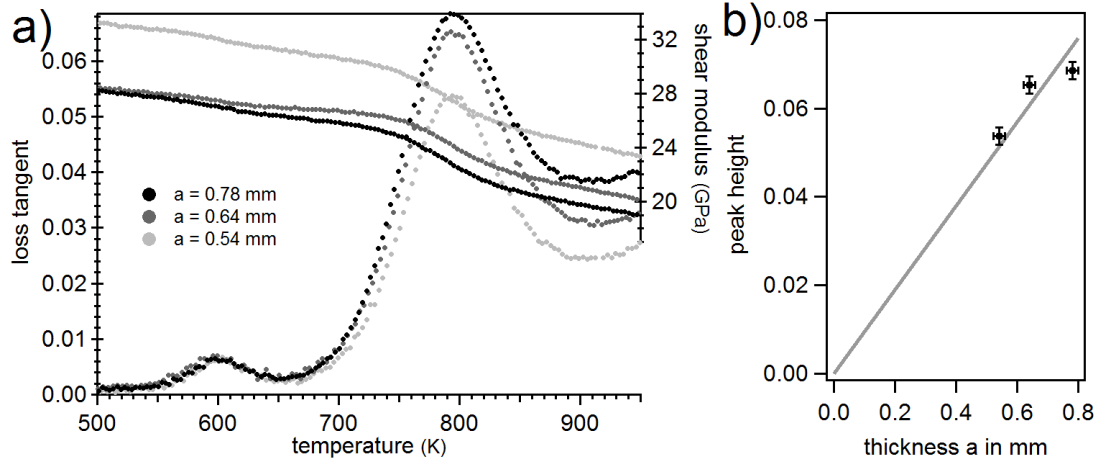 a)
0.06
0.05
0.04
0.03
0.02
0.01
0.00
loss tangent
500
600
700
800
900
temperature (K)
32
28
24
20
shear modulus (GPa)
a = 0.78 mm
a = 0.64 mm
a = 0.54 mm
b)
0.08
0.06
0.04
0.02
0.00
peak height
0.0
0.2
0.4
0.6
0.8
thickness a in mm